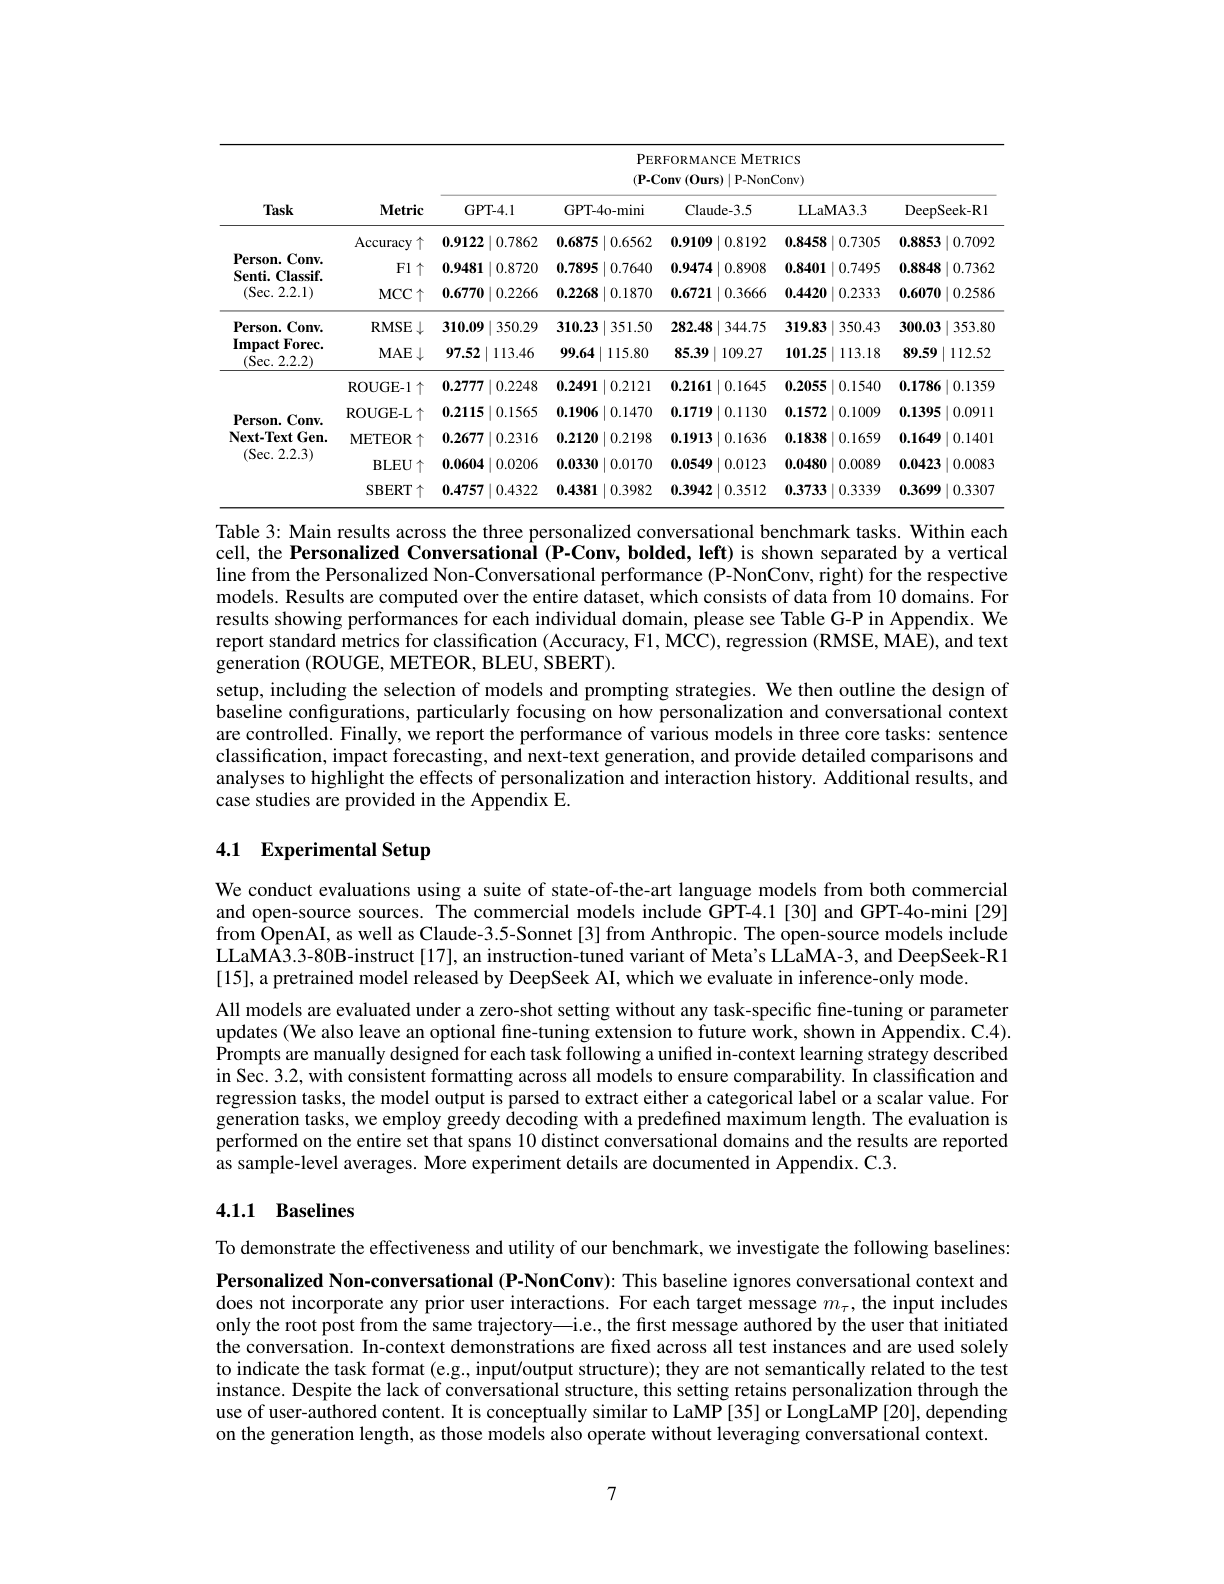 PERFORMANCE METRICS
(P-Conv (Ours) | P-NonConv)
Task Metric GPT-4.1 GPT-4o-mini Claude-3.5 LLaMA3.3 DeepSeek-R1
Person. Conv. Senti. Classif. (Sec. 2.2.1)
Accuracy ↑ 0.9122 | 0.7862 0.6875 | 0.6562 0.9109 | 0.8192 0.8458 | 0.7305 0.8853 | 0.7092
F1 ↑ 0.9481 | 0.8720 0.7895 | 0.7640 0.9474 | 0.8908 0.8401 | 0.7495 0.8848 | 0.7362
MCC ↑ 0.6770 | 0.2266 0.2268 | 0.1870 0.6721 | 0.3666 0.4420 | 0.2333 0.6070 | 0.2586
Person. Conv. Impact Forec. (Sec. 2.2.2)
RMSE ↓ 310.09 | 350.29 310.23 | 351.50 282.48 | 344.75 319.83 | 350.43 300.03 | 353.80
MAE ↓ 97.52 | 113.46 99.64 | 115.80 85.39 | 109.27 101.25 | 113.18 89.59 | 112.52
Person. Conv. Next-Text Gen. (Sec. 2.2.3)
ROUGE-1 ↑ 0.2777 | 0.2248 0.2491 | 0.2121 0.2161 | 0.1645 0.2055 | 0.1540 0.1786 | 0.1359
ROUGE-L ↑ 0.2115 | 0.1565 0.1906 | 0.1470 0.1719 | 0.1130 0.1572 | 0.1009 0.1395 | 0.0911
METEOR ↑ 0.2677 | 0.2316 0.2120 | 0.2198 0.1913 | 0.1636 0.1838 | 0.1659 0.1649 | 0.1401
BLEU ↑ 0.0604 | 0.0206 0.0330 | 0.0170 0.0549 | 0.0123 0.0480 | 0.0089 0.0423 | 0.0083
SBERT ↑ 0.4757 | 0.4322 0.4381 | 0.3982 0.3942 | 0.3512 0.3733 | 0.3339 0.3699 | 0.3307
Table 3: Main results across the three personalized conversational benchmark tasks. Within each
cell, the Personalized Conversational (P-Conv, bolded, left) is shown separated by a vertical
line from the Personalized Non-Conversational performance (P-NonConv, right) for the respective
models. Results are computed over the entire dataset, which consists of data from 10 domains. For
results showing performances for each individual domain, please see Table G-P in Appendix. We
report standard metrics for classification (Accuracy, F1, MCC), regression (RMSE, MAE), and text
generation (ROUGE, METEOR, BLEU, SBERT).
setup, including the selection of models and prompting strategies. We then outline the design of
baseline configurations, particularly focusing on how personalization and conversational context
are controlled. Finally, we report the performance of various models in three core tasks: sentence
classification, impact forecasting, and next-text generation, and provide detailed comparisons and
analyses to highlight the effects of personalization and interaction history. Additional results, and
case studies are provided in the Appendix E.
4.1 Experimental Setup
We conduct evaluations using a suite of state-of-the-art language models from both commercial
and open-source sources. The commercial models include GPT-4.1 [30] and GPT-4o-mini [29]
from OpenAI, as well as Claude-3.5-Sonnet [3] from Anthropic. The open-source models include
LLaMA3.3-80B-instruct [17], an instruction-tuned variant of Meta's LLaMA-3, and DeepSeek-R1
[15], a pretrained model released by DeepSeek AI, which we evaluate in inference-only mode.
All models are evaluated under a zero-shot setting without any task-specific fine-tuning or parameter
updates (We also leave an optional fine-tuning extension to future work, shown in Appendix. C.4).
Prompts are manually designed for each task following a unified in-context learning strategy described
in Sec. 3.2, with consistent formatting across all models to ensure comparability. In classification and
regression tasks, the model output is parsed to extract either a categorical label or a scalar value. For
generation tasks, we employ greedy decoding with a predefined maximum length. The evaluation is
performed on the entire set that spans 10 distinct conversational domains and the results are reported
as sample-level averages. More experiment details are documented in Appendix. C.3.
4.1.1 Baselines
To demonstrate the effectiveness and utility of our benchmark, we investigate the following baselines:
Personalized Non-conversational (P-NonConv): This baseline ignores conversational context and
does not incorporate any prior user interactions. For each target message m_τ, the input includes
only the root post from the same trajectory—i.e., the first message authored by the user that initiated
the conversation. In-context demonstrations are fixed across all test instances and are used solely
to indicate the task format (e.g., input/output structure); they are not semantically related to the test
instance. Despite the lack of conversational structure, this setting retains personalization through the
use of user-authored content. It is conceptually similar to LaMP [35] or LongLaMP [20], depending
on the generation length, as those models also operate without leveraging conversational context.
7